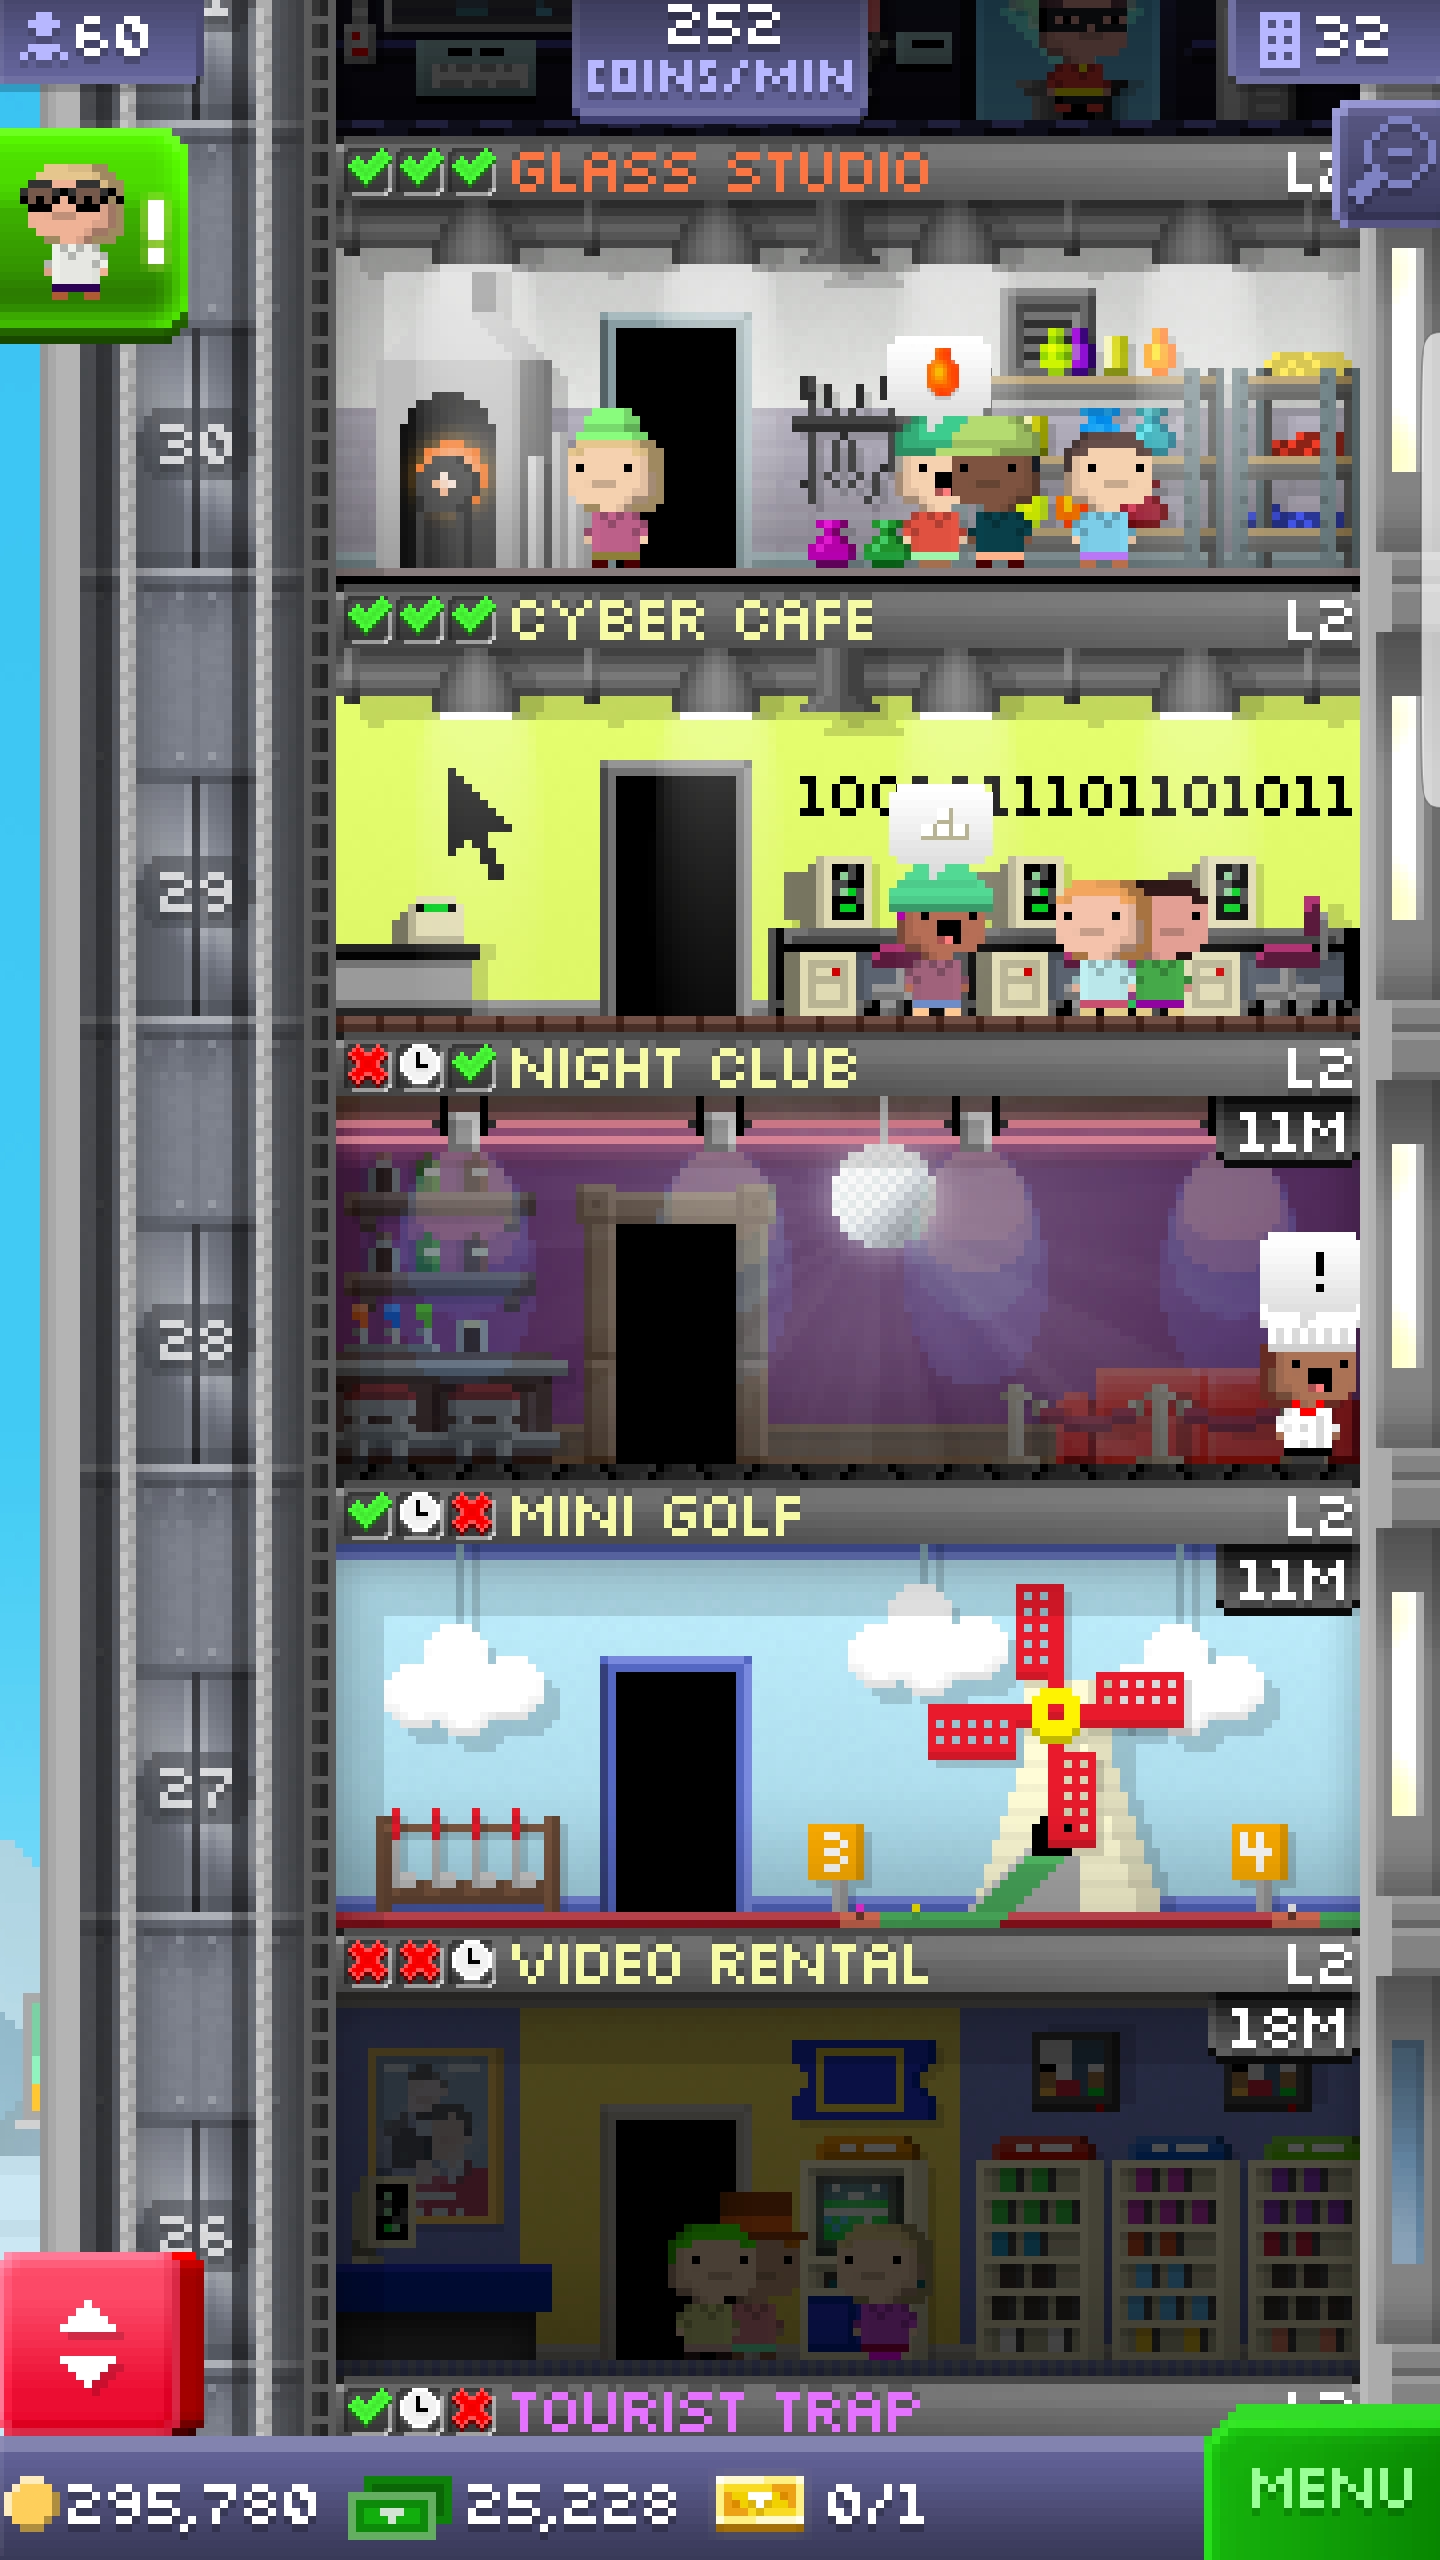 60
252
COINS/MIN
32
!
GLASS STUDIO
30
CYBER CAFE L2
11101101011
29
NIGHT CLUB L2
11M
!
28
MINI GOLF L2
11M
27
3
4
VIDEO RENTAL L2
18M
26
TOURIST TRAP
295,780 25,228 0/1
MENU